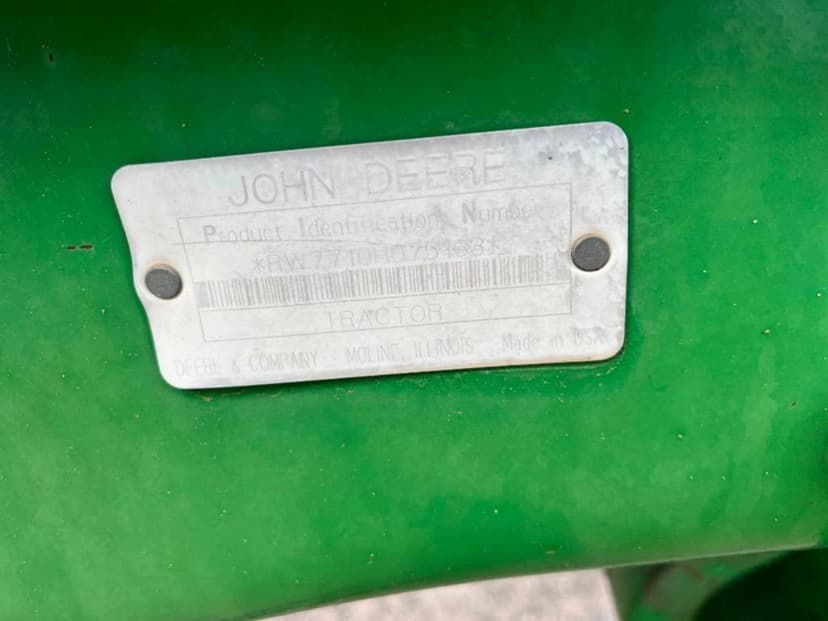 JOHN DEERE
Product Identification Number
TRACTOR
DEERE & COMPANY MOLINE, ILLINOIS Made in USA